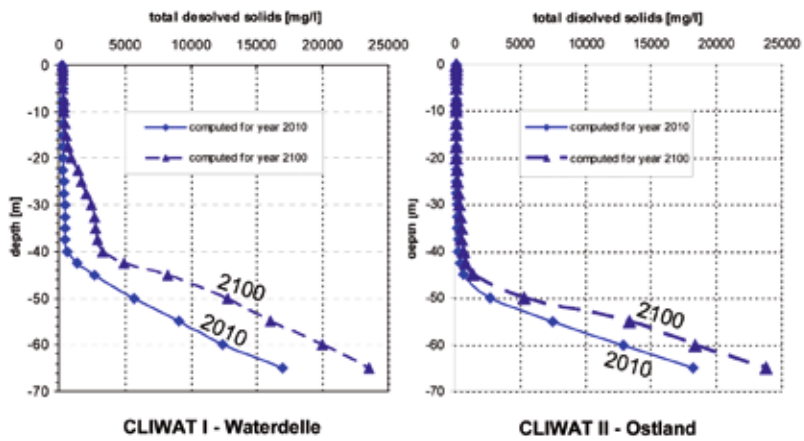 total desolved solids [mg/l]
0 5000 10000 15000 20000 25000
0
-10
-20
-30
-40
-50
-60
-70
depth [m]
computed for year 2010
computed for year 2100
2100
2010
CLIWAT I - Waterdelle
total disolved solids [mg/l]
0 5000 10000 15000 20000 25000
0
-10
-20
-30
-40
-50
-60
-70
depth [m]
computed for year 2010
computed for year 2100
2100
2010
CLIWAT II - Ostland